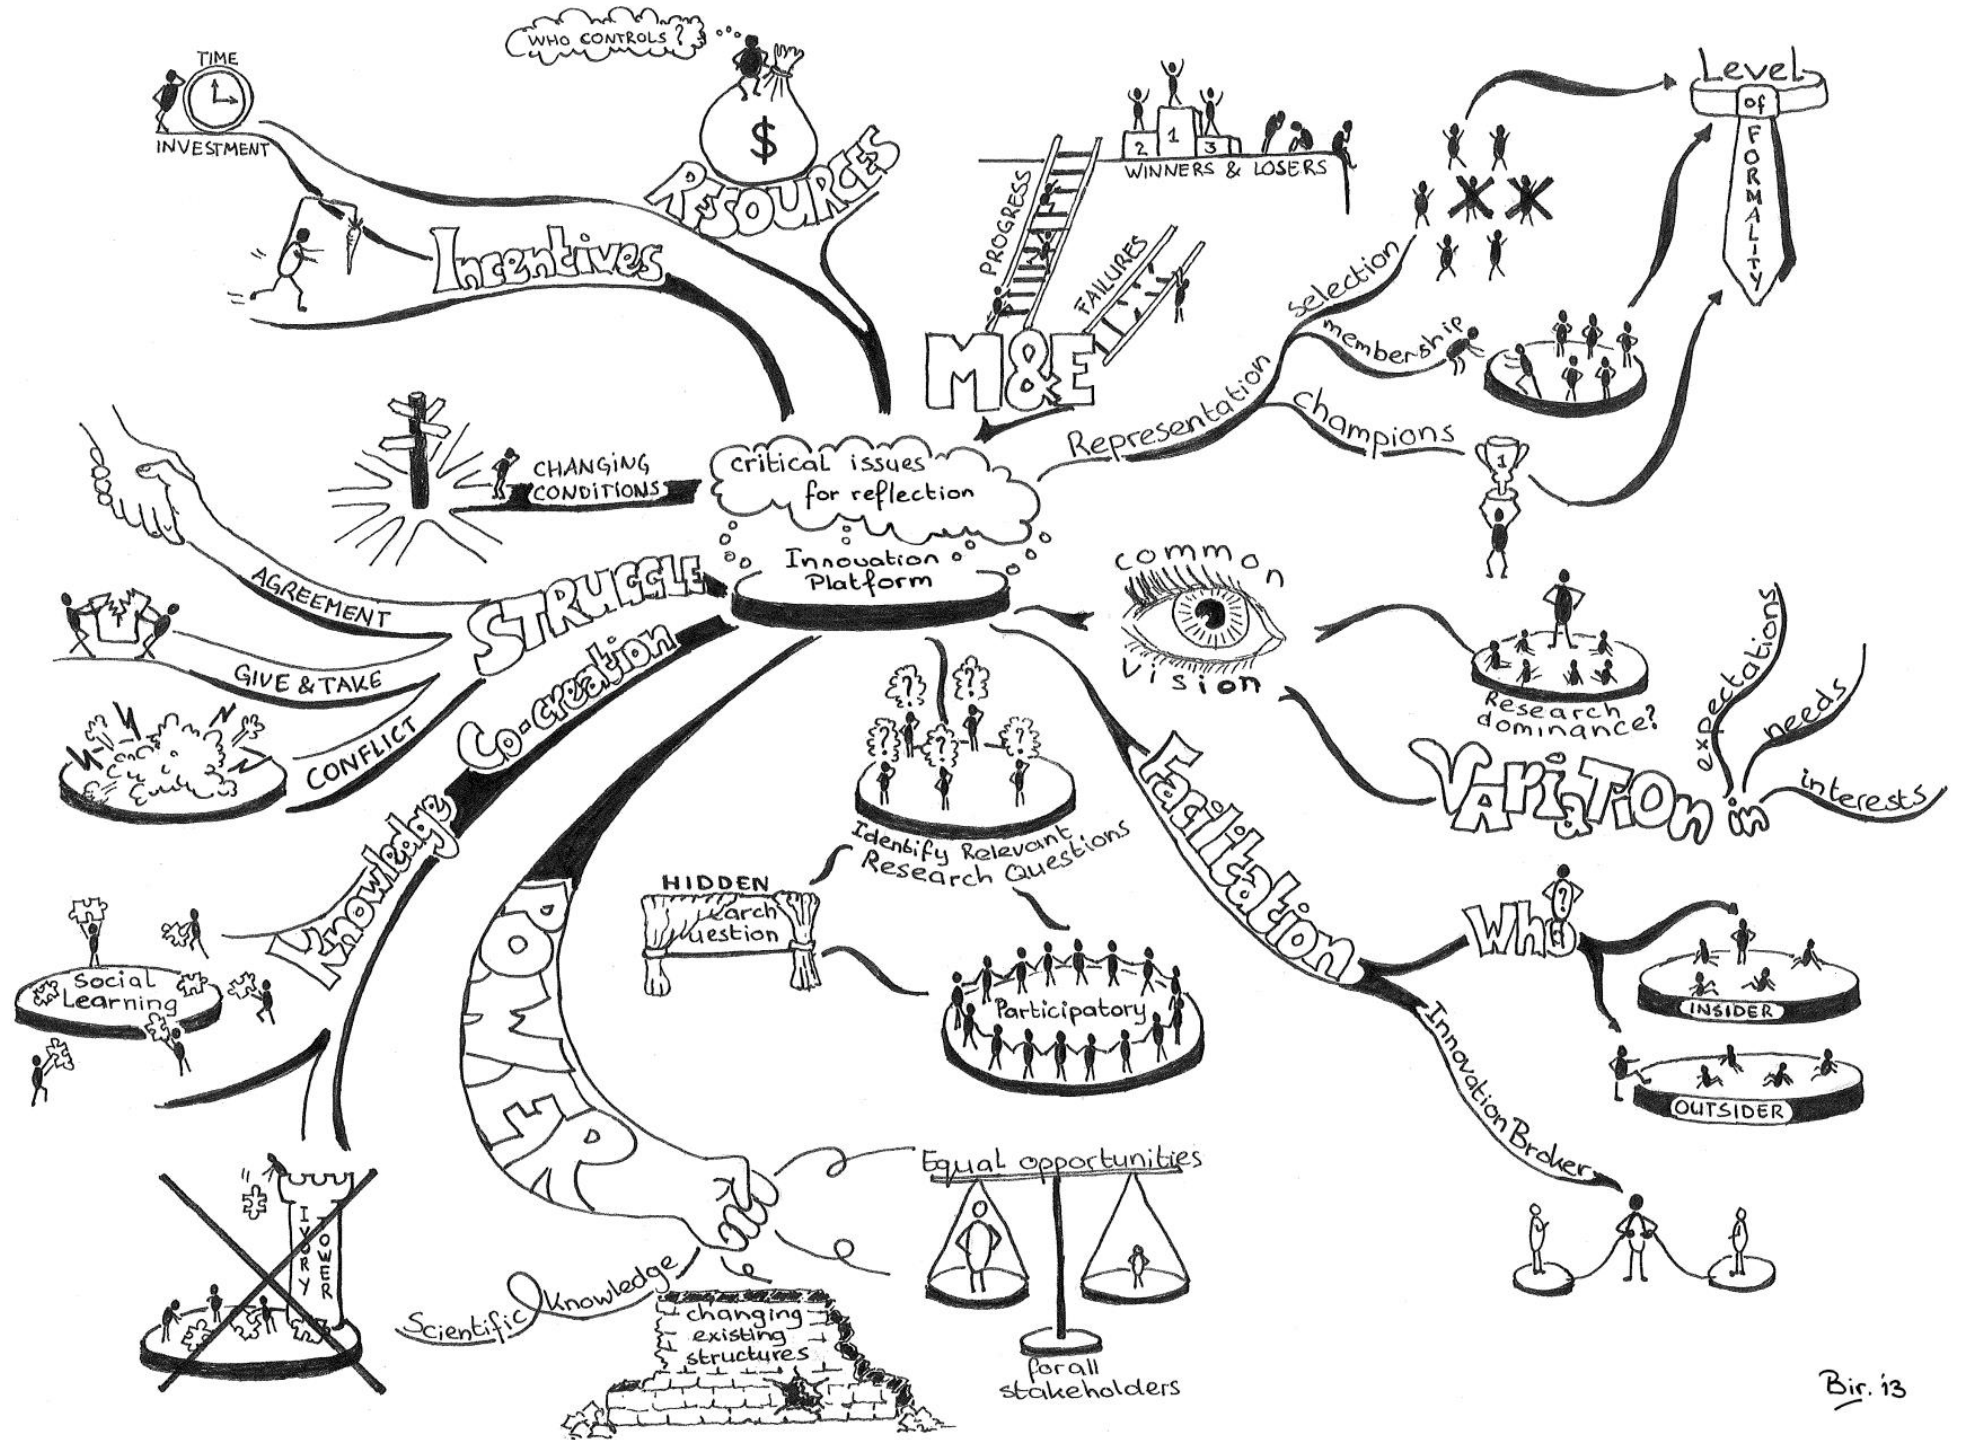 critical issues
for reflection
Innovation
Platform
TIME
INVESTMENT
Incentives
WHO CONTROLS?
$
RESOURCES
PROGRESS
FAILURES
2 1 3
WINNERS & LOSERS
M&E
Representation
selection
membership
champions
1
Level
of
FORMALITY
common
vision
Research
dominance?
VARiaTiOn in
expectations
needs
interests
Facilitation
Who
?
INSIDER
OUTSIDER
Innovation Broker
? ? ? ? ?
Identify Relevant
Research Questions
HIDDEN
earch
uestion
Participatory
POWER
Equal opportunities
for all
stakeholders
changing
existing
structures
Scientific Knowledge
Co-creation
Knowledge
Social
Learning
IVORY
TOWER
STRUGGLE
AGREEMENT
GIVE & TAKE
CONFLICT
CHANGING
CONDITIONS
Bir. '13